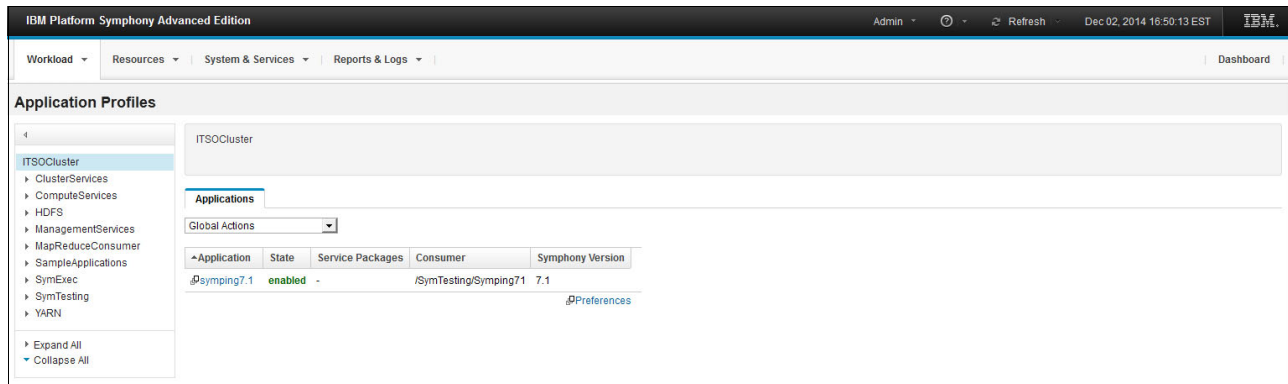 IBM Platform Symphony Advanced Edition Admin Refresh Dec 02, 2014 16:50:13 EST IBM.
Workload Resources System & Services Reports & Logs Dashboard
Application Profiles
ITSOCluster
ClusterServices
ComputeServices
HDFS
ManagementServices
MapReduceConsumer
SampleApplications
SymExec
SymTesting
YARN
Expand All
Collapse All
ITSOCluster
Applications
Global Actions
Application State Service Packages Consumer Symphony Version
symping7.1 enabled - /SymTesting/Symping71 7.1
Preferences